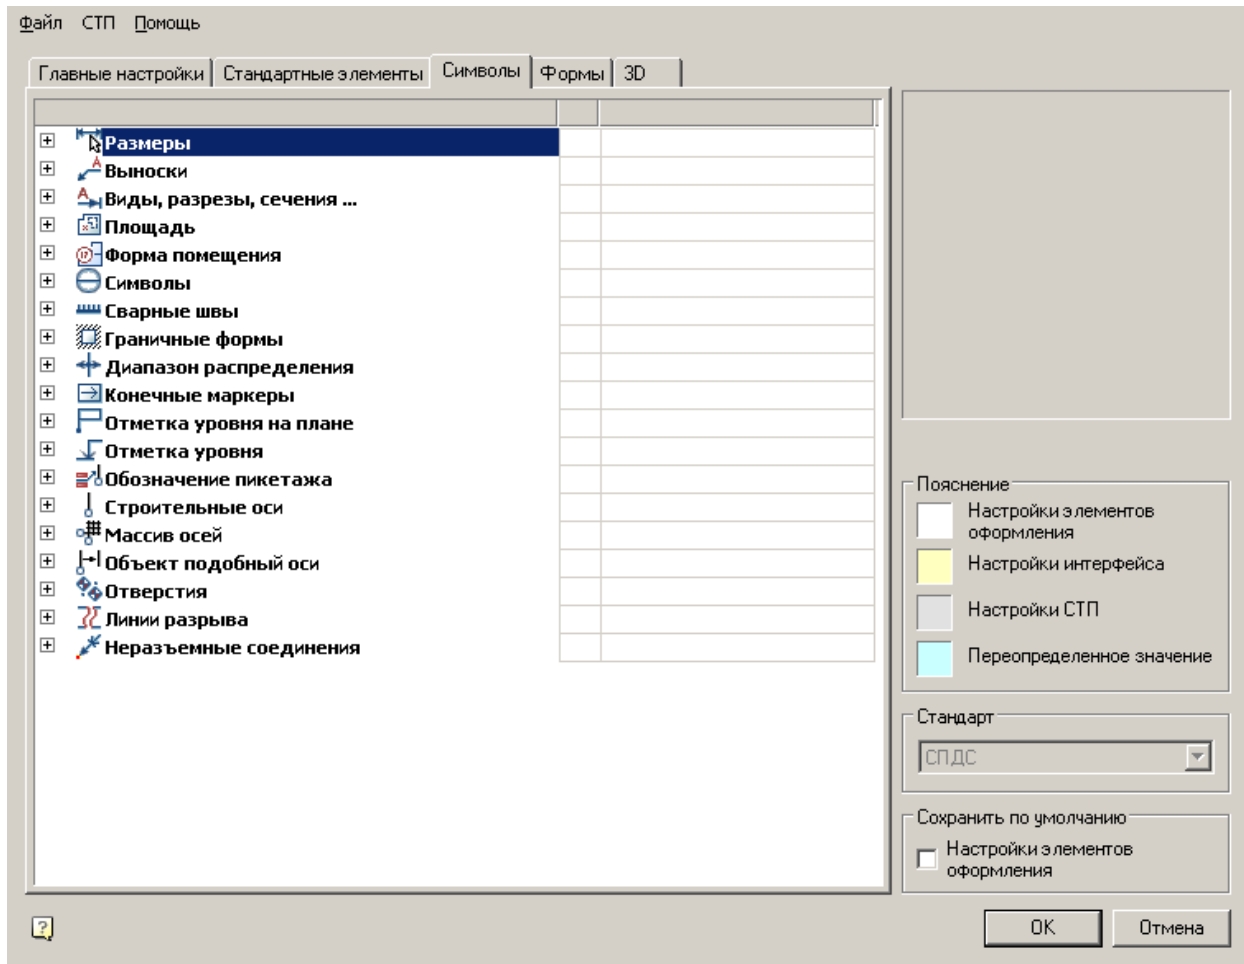 Файл СТП Помощь
Главные настройки Стандартные элементы Символы Формы 3D
Размеры
Выноски
Виды, разрезы, сечения ...
Площадь
Форма помещения
Символы
Сварные швы
Граничные формы
Диапазон распределения
Конечные маркеры
Отметка уровня на плане
Отметка уровня
Обозначение пикетажа
Строительные оси
Массив осей
Объект подобный оси
Отверстия
Линии разрыва
Неразъемные соединения
Пояснение
Настройки элементов
оформления
Настройки интерфейса
Настройки СТП
Переопределенное значение
Стандарт
СПДС
Сохранить по умолчанию
Настройки элементов
оформления
OK Отмена